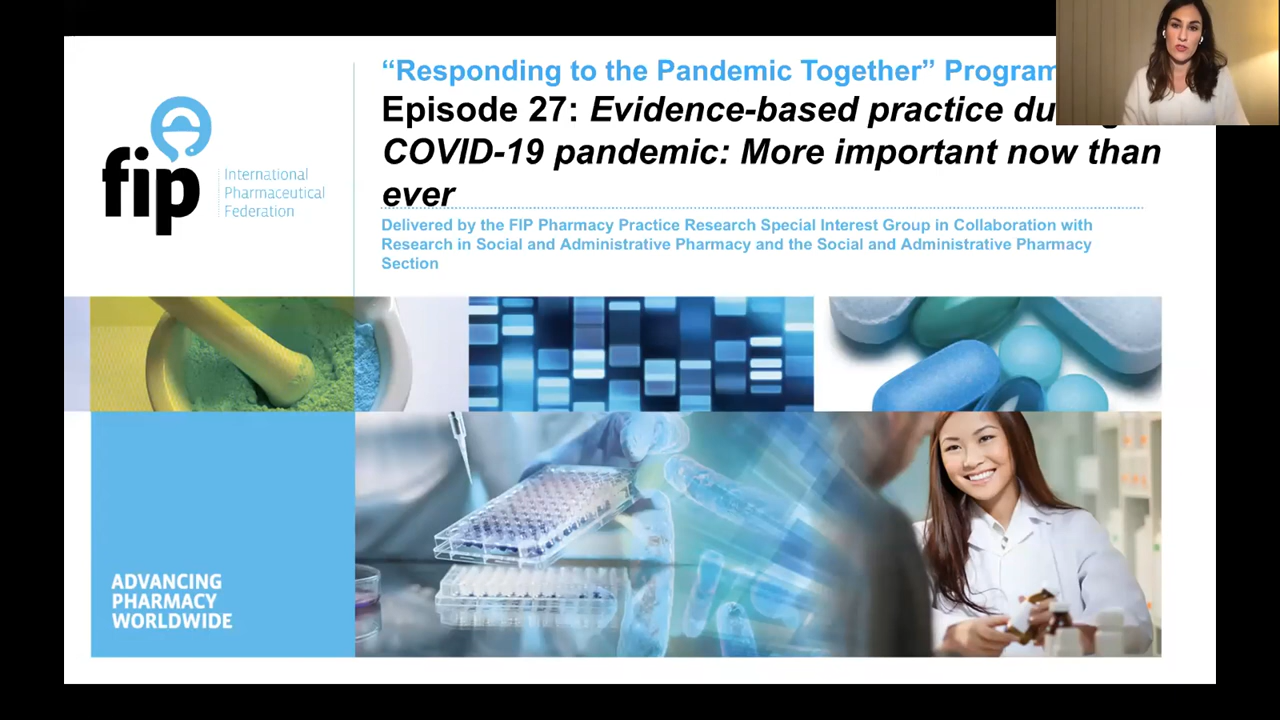 “Responding to the Pandemic Together” Program
Episode 27: Evidence-based practice
COVID-19 pandemic: More important now than
ever
fip
International
Pharmaceutical
Federation
Delivered by the FIP Pharmacy Practice Research Special Interest Group in Collaboration with
Research in Social and Administrative Pharmacy and the Social and Administrative Pharmacy
Section
ADVANCING
PHARMACY
WORLDWIDE